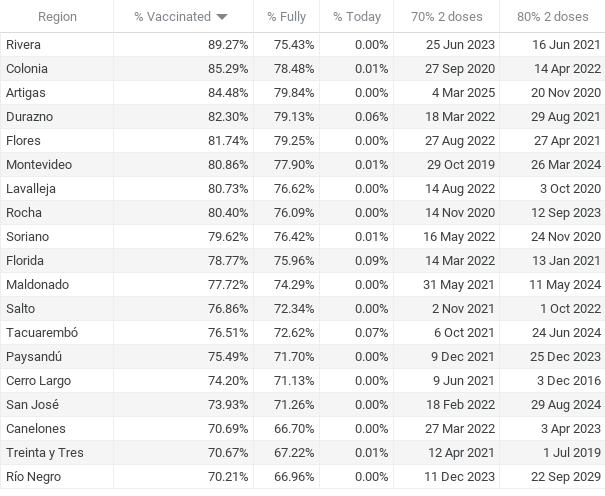 Region % Vaccinated % Fully % Today 70% 2 doses 80% 2 doses
Rivera 89.27% 75.43% 0.00% 25 Jun 2023 16 Jun 2021
Colonia 85.29% 78.48% 0.01% 27 Sep 2020 14 Apr 2022
Artigas 84.48% 79.84% 0.00% 4 Mar 2025 20 Nov 2020
Durazno 82.30% 79.13% 0.06% 18 Mar 2022 29 Aug 2021
Flores 81.74% 79.25% 0.00% 27 Aug 2022 27 Apr 2021
Montevideo 80.86% 77.90% 0.01% 29 Oct 2019 26 Mar 2024
Lavalleja 80.73% 76.62% 0.00% 14 Aug 2022 3 Oct 2020
Rocha 80.40% 76.09% 0.00% 14 Nov 2020 12 Sep 2023
Soriano 79.62% 76.42% 0.01% 16 May 2022 24 Nov 2020
Florida 78.77% 75.96% 0.09% 14 Mar 2022 13 Jan 2021
Maldonado 77.72% 74.29% 0.00% 31 May 2021 11 May 2024
Salto 76.86% 72.34% 0.00% 2 Nov 2021 1 Oct 2022
Tacuarembó 76.51% 72.62% 0.07% 6 Oct 2021 24 Jun 2024
Paysandú 75.49% 71.70% 0.00% 9 Dec 2021 25 Dec 2023
Cerro Largo 74.20% 71.13% 0.00% 9 Jun 2021 3 Dec 2016
San José 73.93% 71.26% 0.00% 18 Feb 2022 29 Aug 2024
Canelones 70.69% 66.70% 0.00% 27 Mar 2022 3 Apr 2023
Treinta y Tres 70.67% 67.22% 0.01% 12 Apr 2021 1 Jul 2019
Río Negro 70.21% 66.96% 0.00% 11 Dec 2023 22 Sep 2029